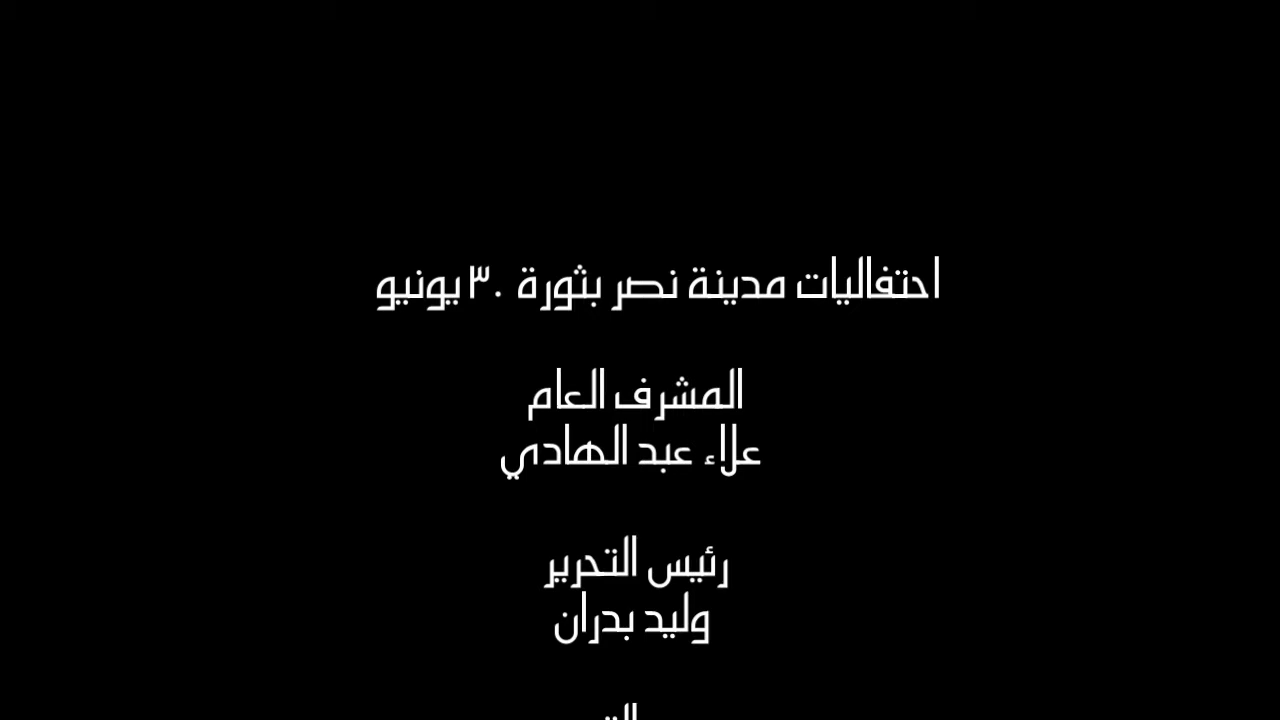 احتفاليات مدينة نصر بثورة ٣٠ يونيو
المشرف العام
علاء عبد الهادي
رئيس التحرير
وليد بدران